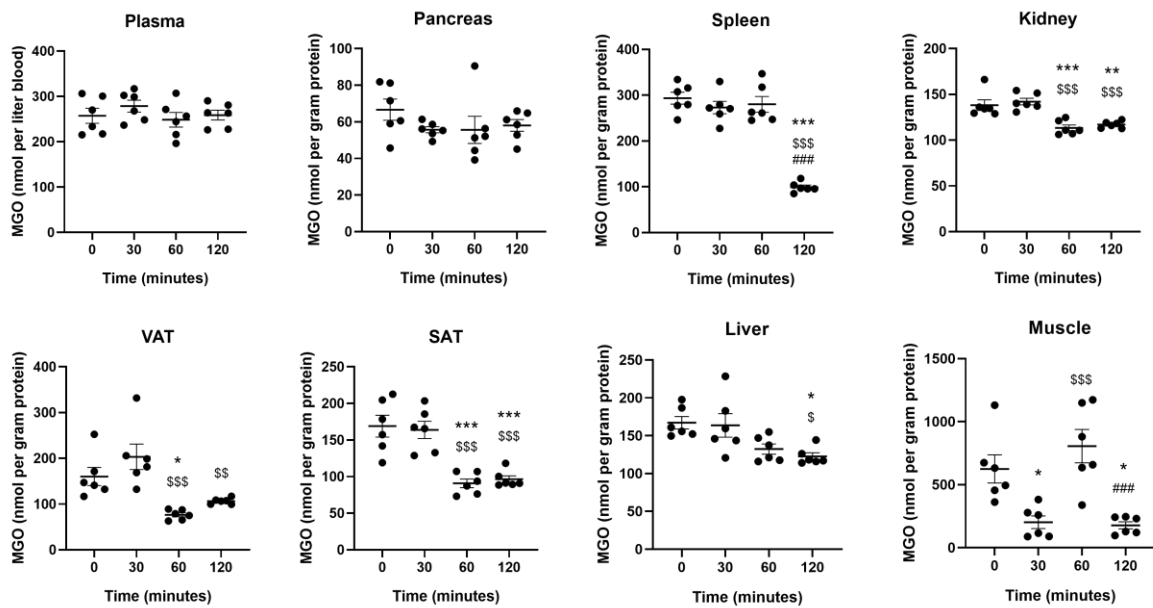 Plasma
MGO (nmol per liter blood)
400
300
200
100
0
0 30 60 120
Time (minutes)
Pancreas
MGO (nmol per gram protein)
100
80
60
40
20
0
0 30 60 120
Time (minutes)
Spleen
MGO (nmol per gram protein)
400
300
200
100
0
***
$$$
###
0 30 60 120
Time (minutes)
Kidney
MGO (nmol per gram protein)
200
150
100
50
0
*** **
$$$ $$$
0 30 60 120
Time (minutes)
VAT
MGO (nmol per gram protein)
400
300
200
100
0
*
$$$ $$
0 30 60 120
Time (minutes)
SAT
MGO (nmol per gram protein)
250
200
150
100
50
0
*** ***
$$$ $$$
0 30 60 120
Time (minutes)
Liver
MGO (nmol per gram protein)
250
200
150
100
50
0
*
$
0 30 60 120
Time (minutes)
Muscle
MGO (nmol per gram protein)
1500
1000
500
0
$$$
* *
###
0 30 60 120
Time (minutes)